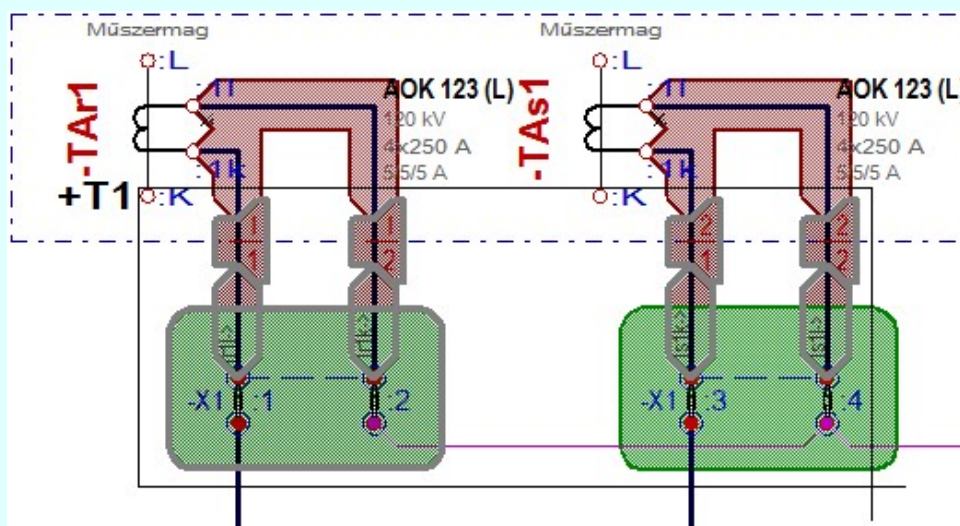 Műszermag
Műszermag
:L
:L
-TAr1
:1l
AOK 123 (L)
120 kV
4x250 A
5/5/5 A
-TAs1
:1l
AOK 123 (L)
120 kV
4x250 A
5/5/5 A
:1k
:1k
+T1
:K
:K
1
1
2
2
1
2
1
2
s1k->
s1l->
-X1
:1
:2
-X1
:3
:4